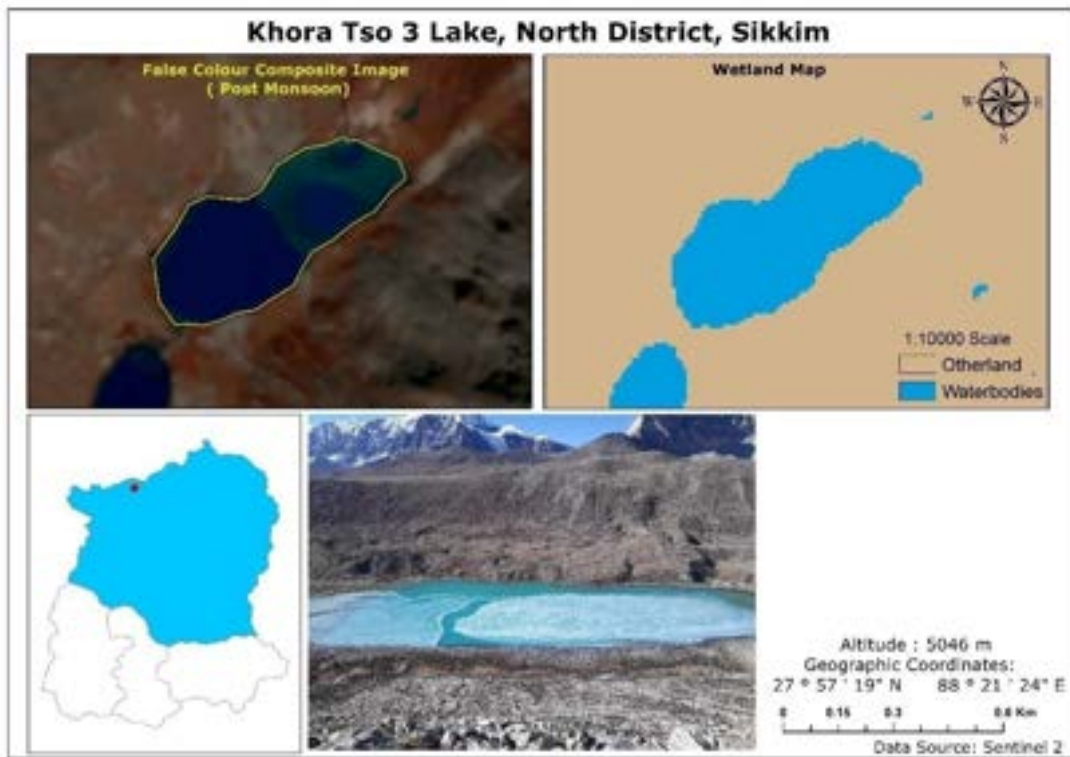 Khora Tso 3 Lake, North District, Sikkim
False Colour Composite Image
( Post Monsoon)
Wetland Map
N
W E
S
1:10000 Scale
Otherland
Waterbodies
Altitude : 5046 m
Geographic Coordinates:
27 ° 57 ' 19" N 88 ° 21 ' 24" E
0 0.15 0.3 0.6 Km
Data Source: Sentinel 2